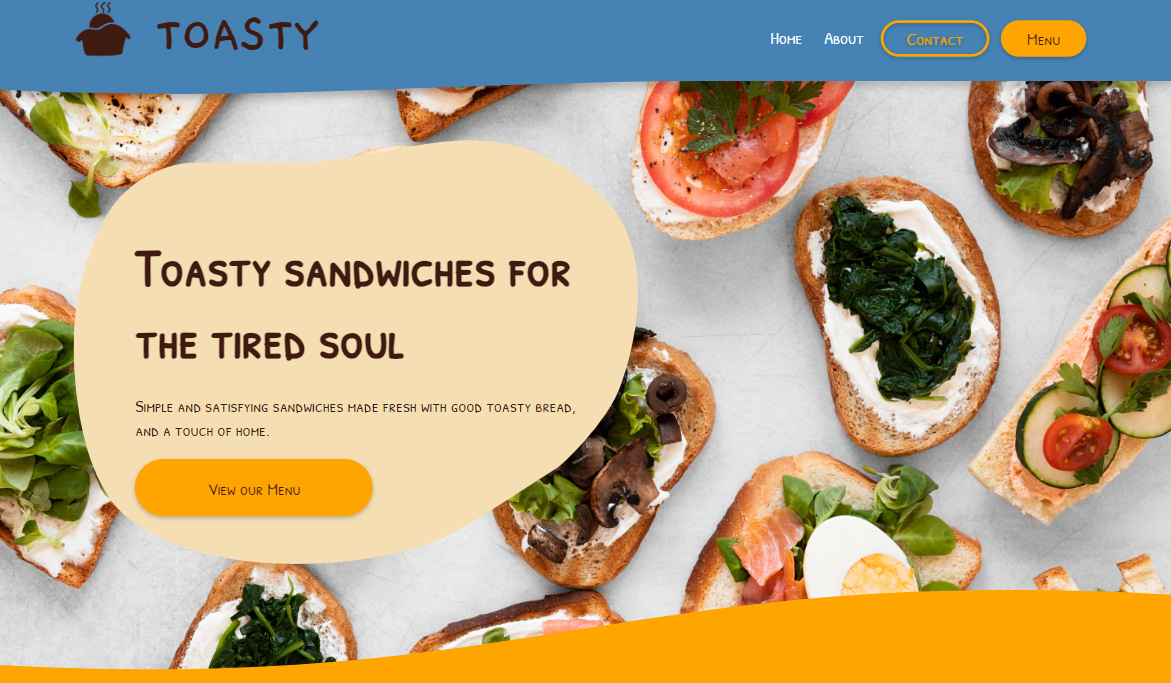 TOASTY
Home About Contact Menu
Toasty sandwiches for
the tired soul
Simple and satisfying sandwiches made fresh with good toasty bread,
and a touch of home.
View our Menu